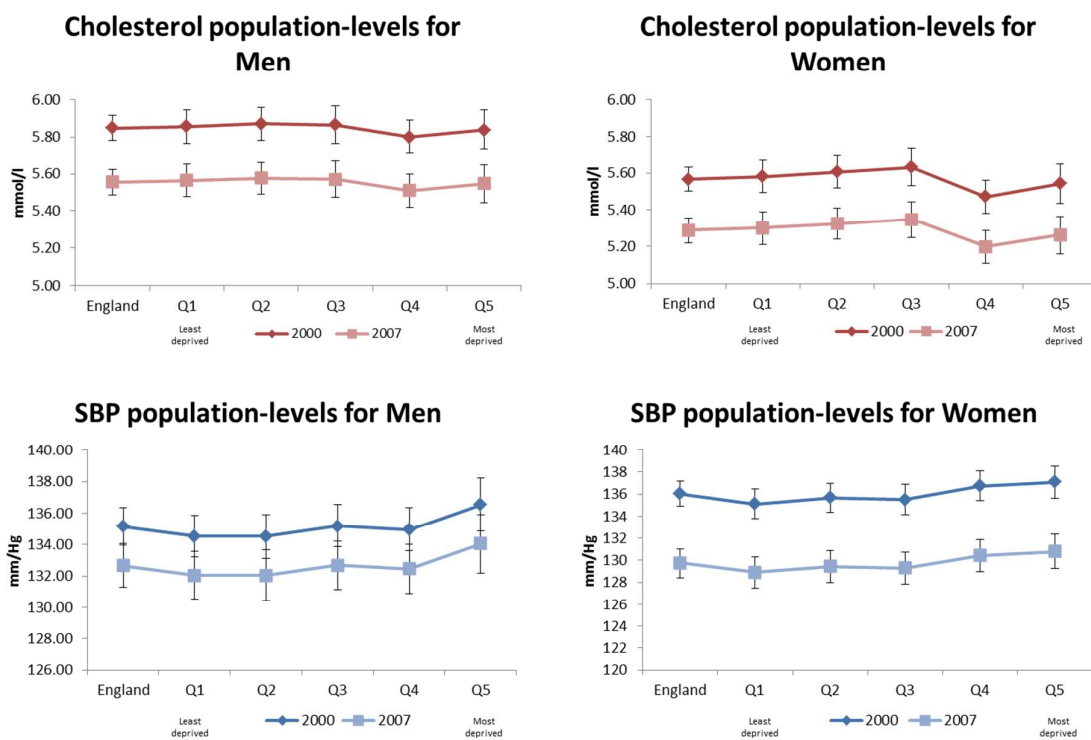 Cholesterol population-levels for
Men
6.00
5.80
5.60
5.40
5.20
5.00
mmol/l
England Q1 Q2 Q3 Q4 Q5
Least
deprived
2000 2007
Most
deprived
Cholesterol population-levels for
Women
6.00
5.80
5.60
5.40
5.20
5.00
mmol/l
England Q1 Q2 Q3 Q4 Q5
Least
deprived
2000 2007
Most
deprived
SBP population-levels for Men
140.00
138.00
136.00
134.00
132.00
130.00
128.00
126.00
mm/Hg
England Q1 Q2 Q3 Q4 Q5
Least
deprived
2000 2007
Most
deprived
SBP population-levels for Women
140
138
136
134
132
130
128
126
124
122
120
mm/Hg
England Q1 Q2 Q3 Q4 Q5
Least
deprived
2000 2007
Most
deprived